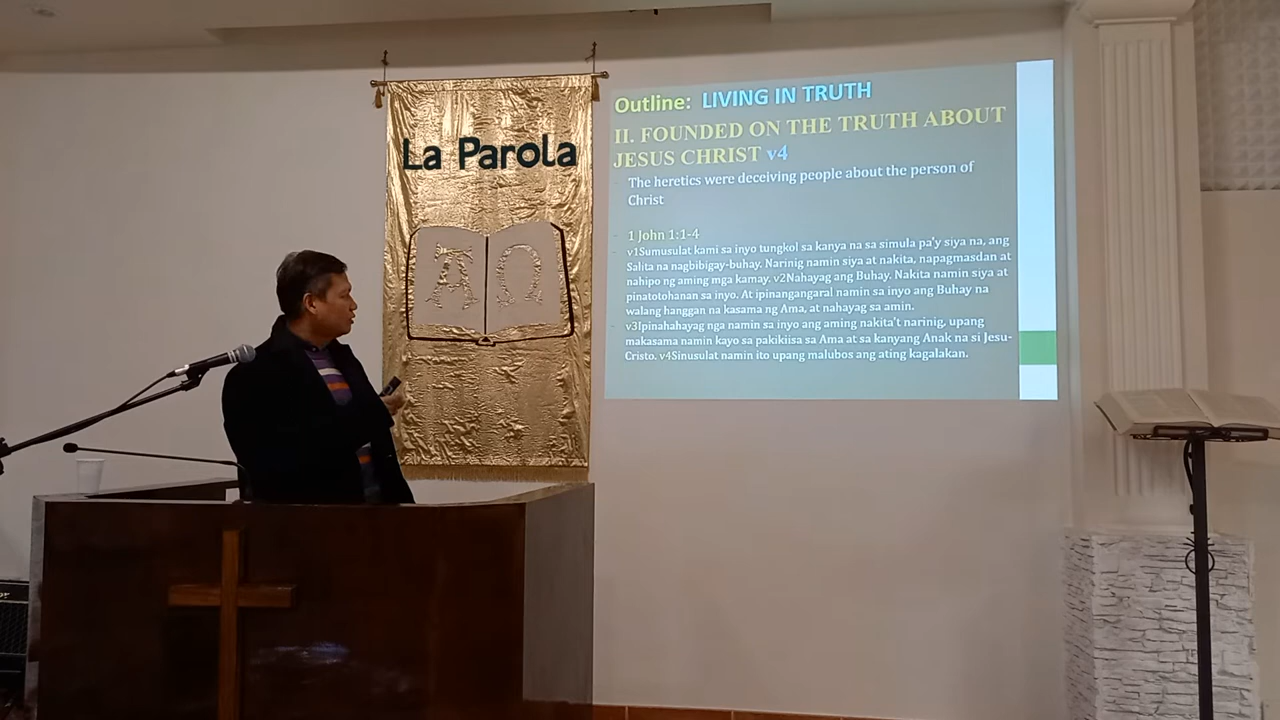 La Parola
Α Ω
Outline: LIVING IN TRUTH
II. FOUNDED ON THE TRUTH ABOUT
JESUS CHRIST v4
The heretics were deceiving people about the person of
Christ
1 John 1:1-4
v1Sumusulat kami sa inyo tungkol sa kanya na sa simula pa'y siya na, ang
Salita na nagbibigay-buhay. Narinig namin siya at nakita, napagmasdan at
nahipo ng aming mga kamay. v2Nahayag ang Buhay. Nakita namin siya at
pinatotohanan sa inyo. At ipinangangaral namin sa inyo ang Buhay na
walang hanggan na kasama ng Ama, at nahayag sa amin.
v3Ipinahahayag nga namin sa inyo ang aming nakita't narinig, upang
makasama namin kayo sa pakikiisa sa Ama at sa kanyang Anak na si Jesu-
Cristo. v4Sinusulat namin ito upang malubos ang ating kagalakan.